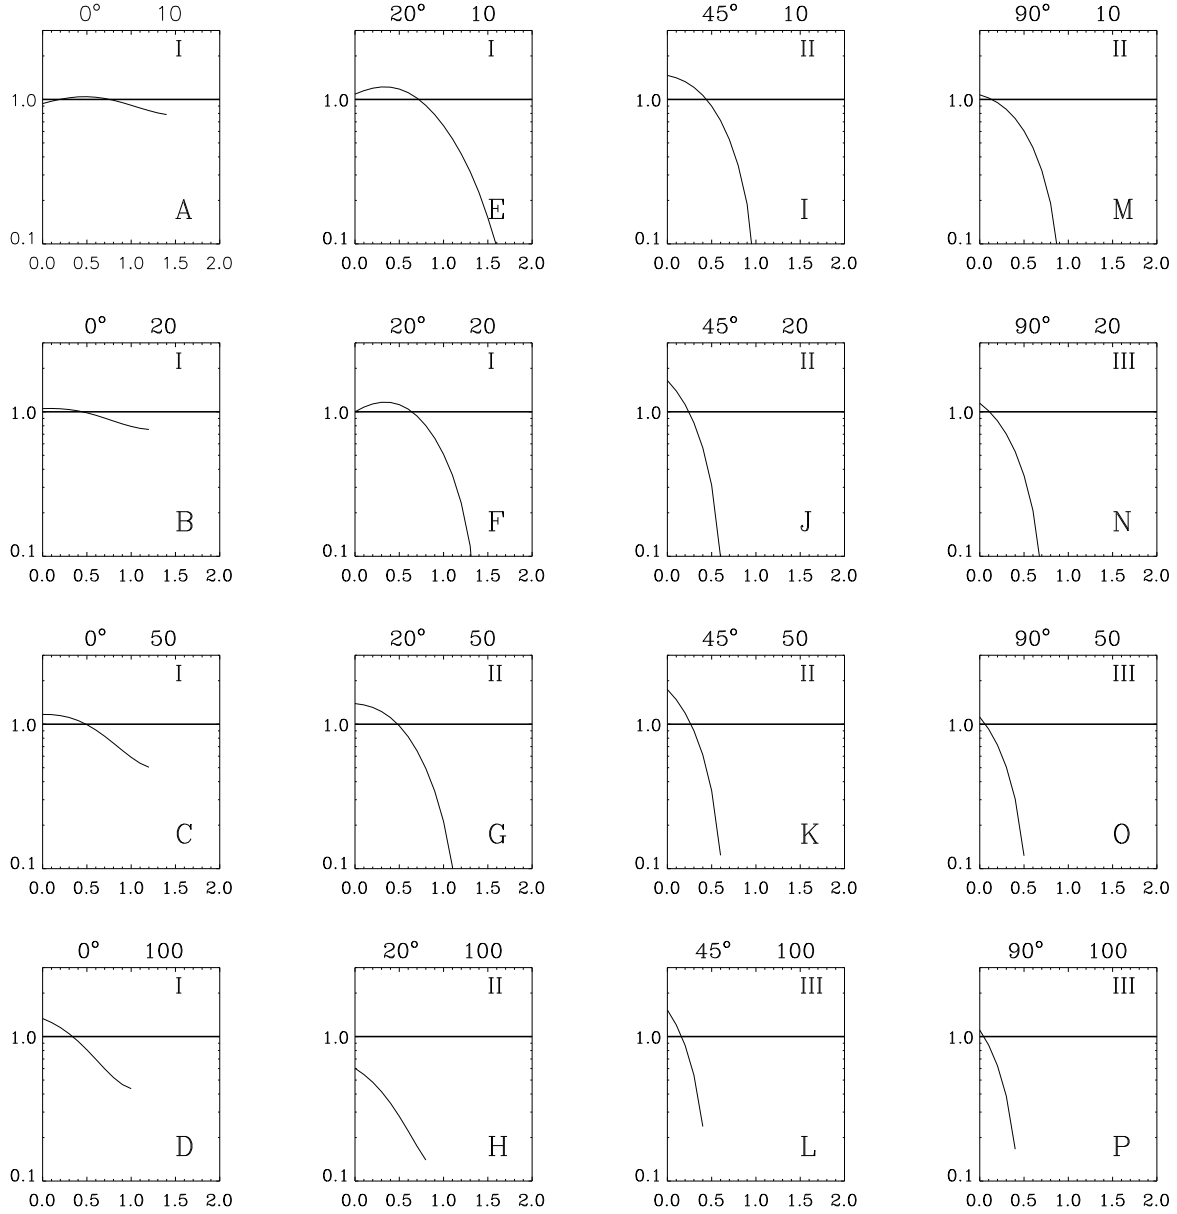 0° 10 20° 10 45° 10 90° 10
I I II II
1.0 1.0 1.0 1.0
A E I M
0.1 0.1 0.1 0.1
0.0 0.5 1.0 1.5 2.0 0.0 0.5 1.0 1.5 2.0 0.0 0.5 1.0 1.5 2.0 0.0 0.5 1.0 1.5 2.0
0° 20 20° 20 45° 20 90° 20
I I II III
1.0 1.0 1.0 1.0
B F J N
0.1 0.1 0.1 0.1
0.0 0.5 1.0 1.5 2.0 0.0 0.5 1.0 1.5 2.0 0.0 0.5 1.0 1.5 2.0 0.0 0.5 1.0 1.5 2.0
0° 50 20° 50 45° 50 90° 50
I II II III
1.0 1.0 1.0 1.0
C G K O
0.1 0.1 0.1 0.1
0.0 0.5 1.0 1.5 2.0 0.0 0.5 1.0 1.5 2.0 0.0 0.5 1.0 1.5 2.0 0.0 0.5 1.0 1.5 2.0
0° 100 20° 100 45° 100 90° 100
I II III III
1.0 1.0 1.0 1.0
D H L P
0.1 0.1 0.1 0.1
0.0 0.5 1.0 1.5 2.0 0.0 0.5 1.0 1.5 2.0 0.0 0.5 1.0 1.5 2.0 0.0 0.5 1.0 1.5 2.0